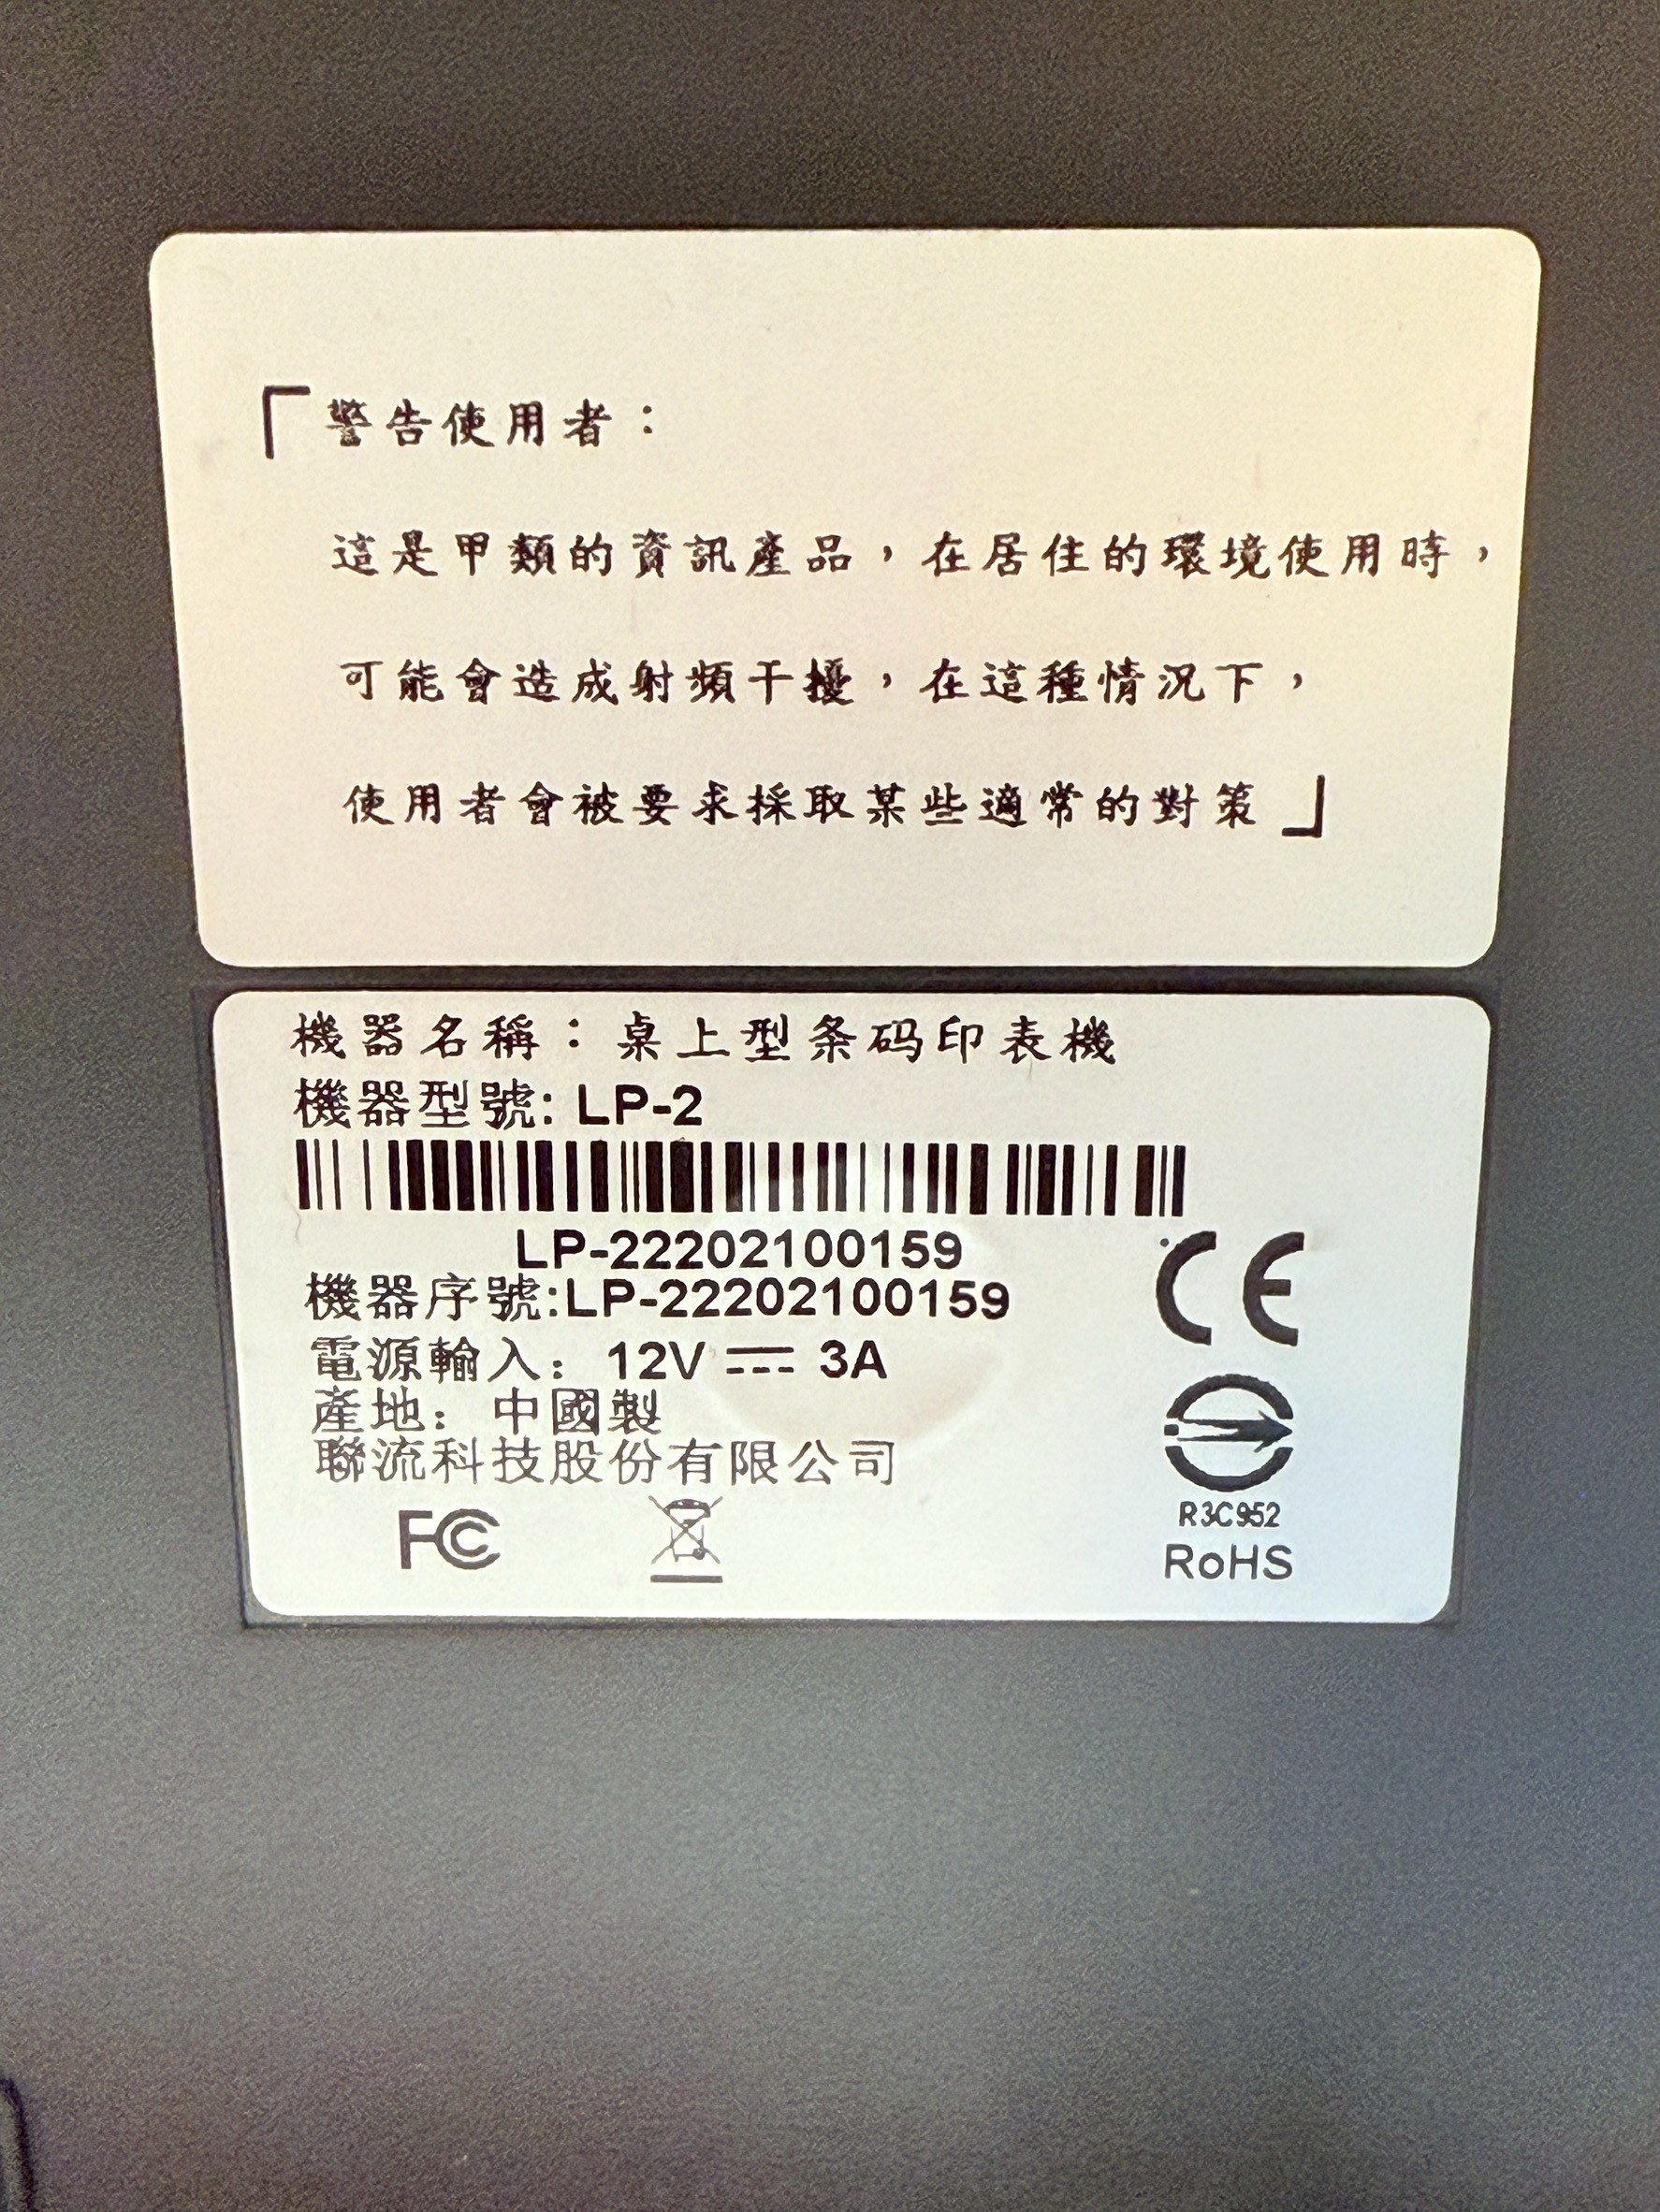 「警告使用者：
這是甲類的資訊產品，在居住的環境使用時，
可能會造成射頻干擾，在這種情況下，
使用者會被要求採取某些適當的對策」
機器名稱：桌上型条码印表機
機器型號: LP-2
LP-22202100159
機器序號:LP-22202100159
電源輸入：12V ⎓ 3A
產地：中國製
聯流科技股份有限公司
CE
R3C952
RoHS
FC